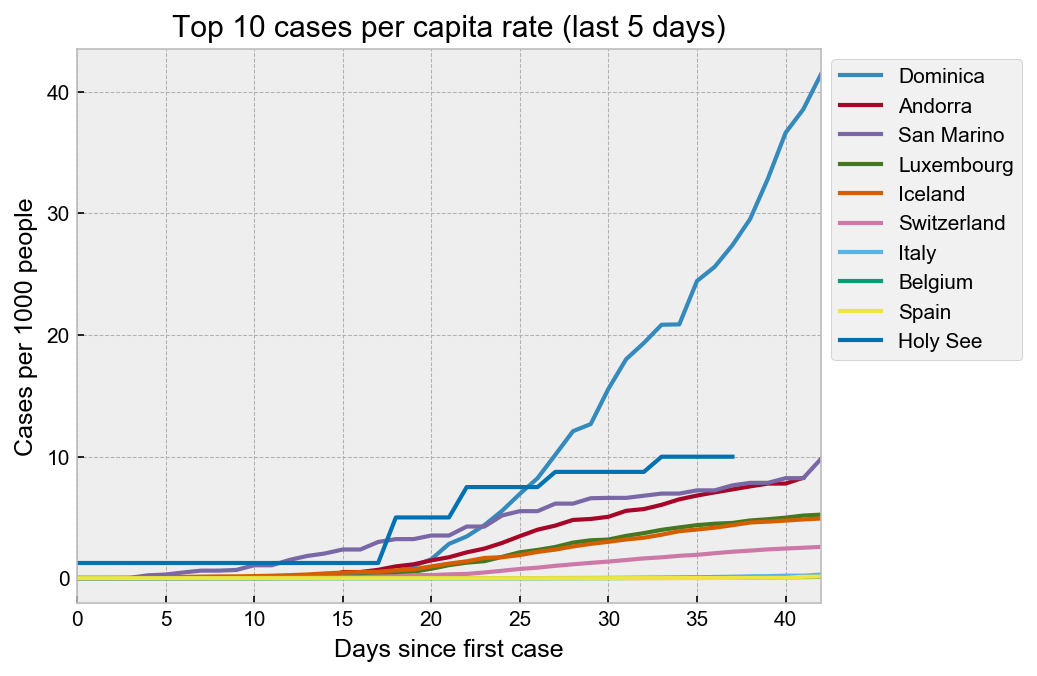 Top 10 cases per capita rate (last 5 days)
Cases per 1000 people
40
30
20
10
0
0 5 10 15 20 25 30 35 40
Days since first case
Dominica
Andorra
San Marino
Luxembourg
Iceland
Switzerland
Italy
Belgium
Spain
Holy See